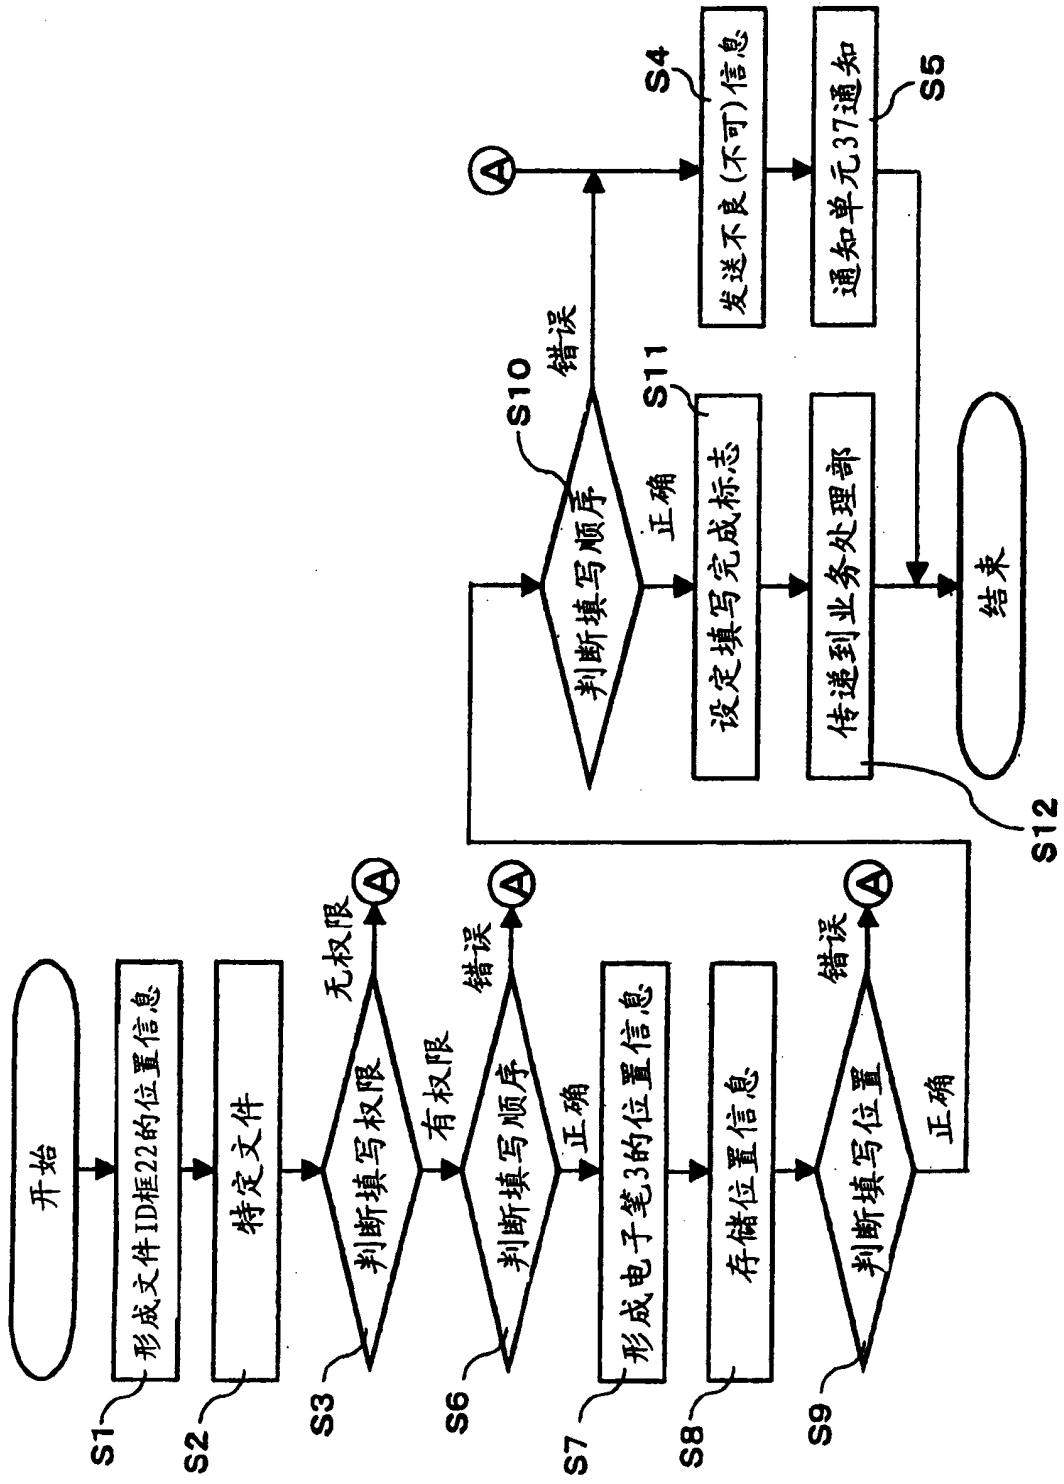 开始
S1
形成文件ID框22的位置信息
S2
特定文件
S3
判断填写权限
无权限
A
有权限
S6
判断填写顺序
错误
A
正确
S7
形成电子笔3的位置信息
S8
存储位置信息
S9
判断填写位置
错误
A
正确
S10
判断填写顺序
错误
A
正确
S11
设定填写完成标志
S4
发送不良(不可)信息
S12
传递到业务处理部
S5
通知单元37通知
结束